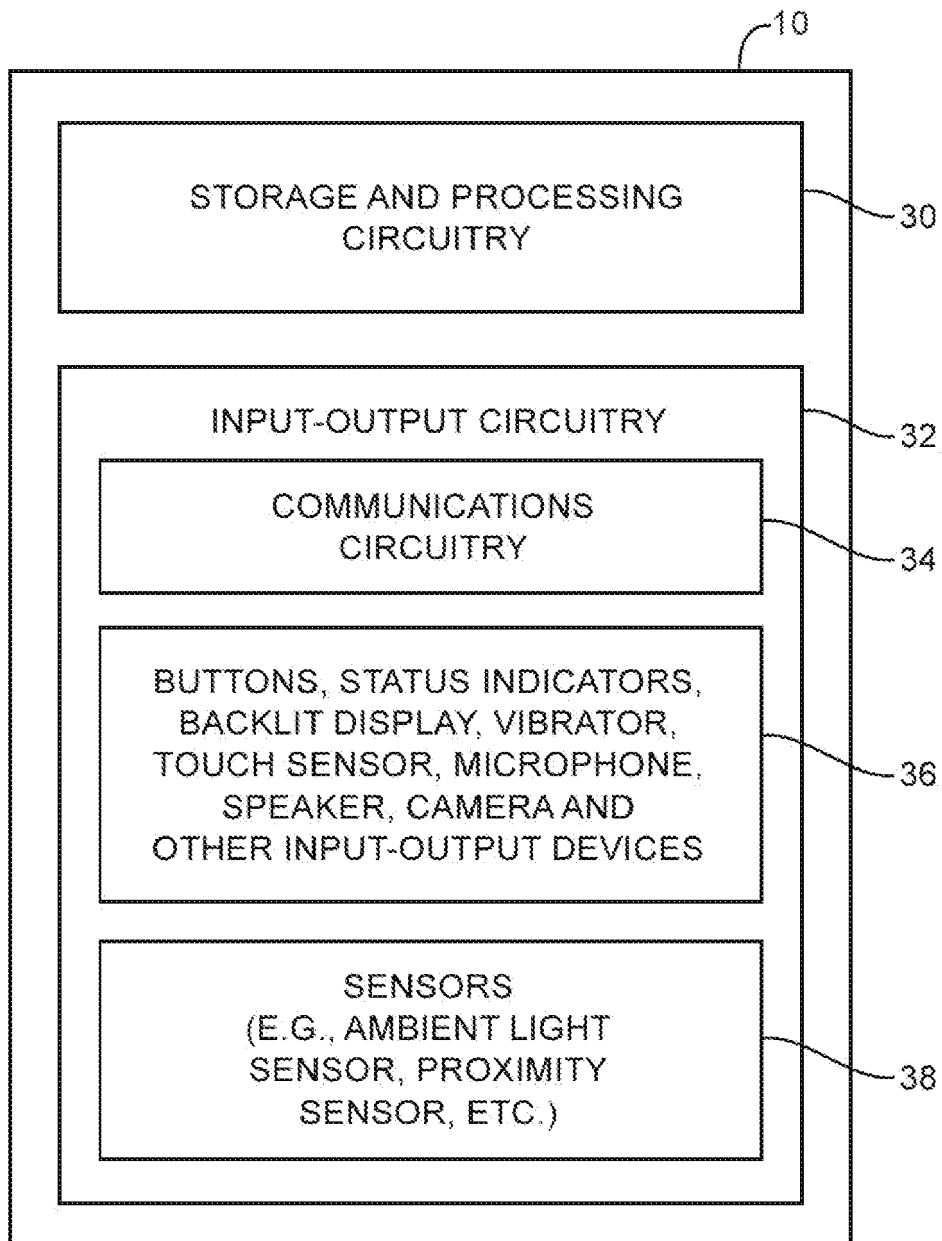 10
STORAGE AND PROCESSING
CIRCUITRY
30
INPUT-OUTPUT CIRCUITRY
32
COMMUNICATIONS
CIRCUITRY
34
BUTTONS, STATUS INDICATORS,
BACKLIT DISPLAY, VIBRATOR,
TOUCH SENSOR, MICROPHONE,
SPEAKER, CAMERA AND
OTHER INPUT-OUTPUT DEVICES
36
SENSORS
(E.G., AMBIENT LIGHT
SENSOR, PROXIMITY
SENSOR, ETC.)
38